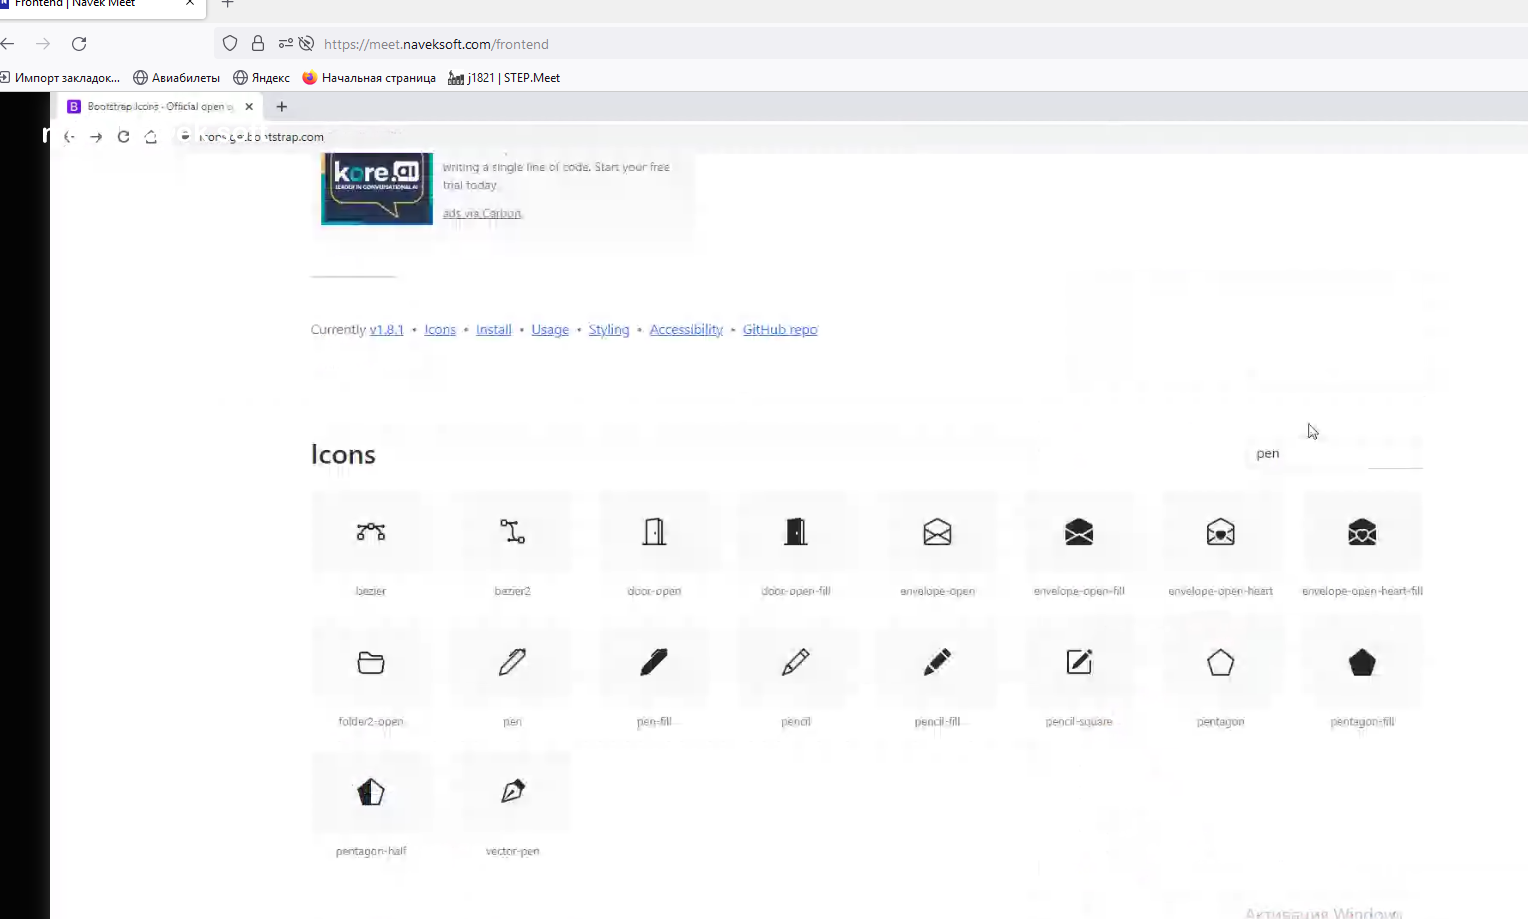 Frontend | Navek Meet
https://meet.naveksoft.com/frontend
Импорт закладок... Авиабилеты Яндекс Начальная страница j1821 | STEP.Meet
Bootstrap Icons · Official open
kore.ai
LEADER IN CONVERSATIONAL AI
writing a single line of code. Start your free
trial today.
ads via Carbon
Currently v1.8.1 • Icons • Install • Usage • Styling • Accessibility • GitHub repo
Icons
pen
bezier bezier2 door-open door-open-fill envelope-open envelope-open-fill envelope-open-heart envelope-open-heart-fill
folder2-open pen pen-fill pencil pencil-fill pencil-square pentagon pentagon-fill
pentagon-half vector-pen
Активация Windows